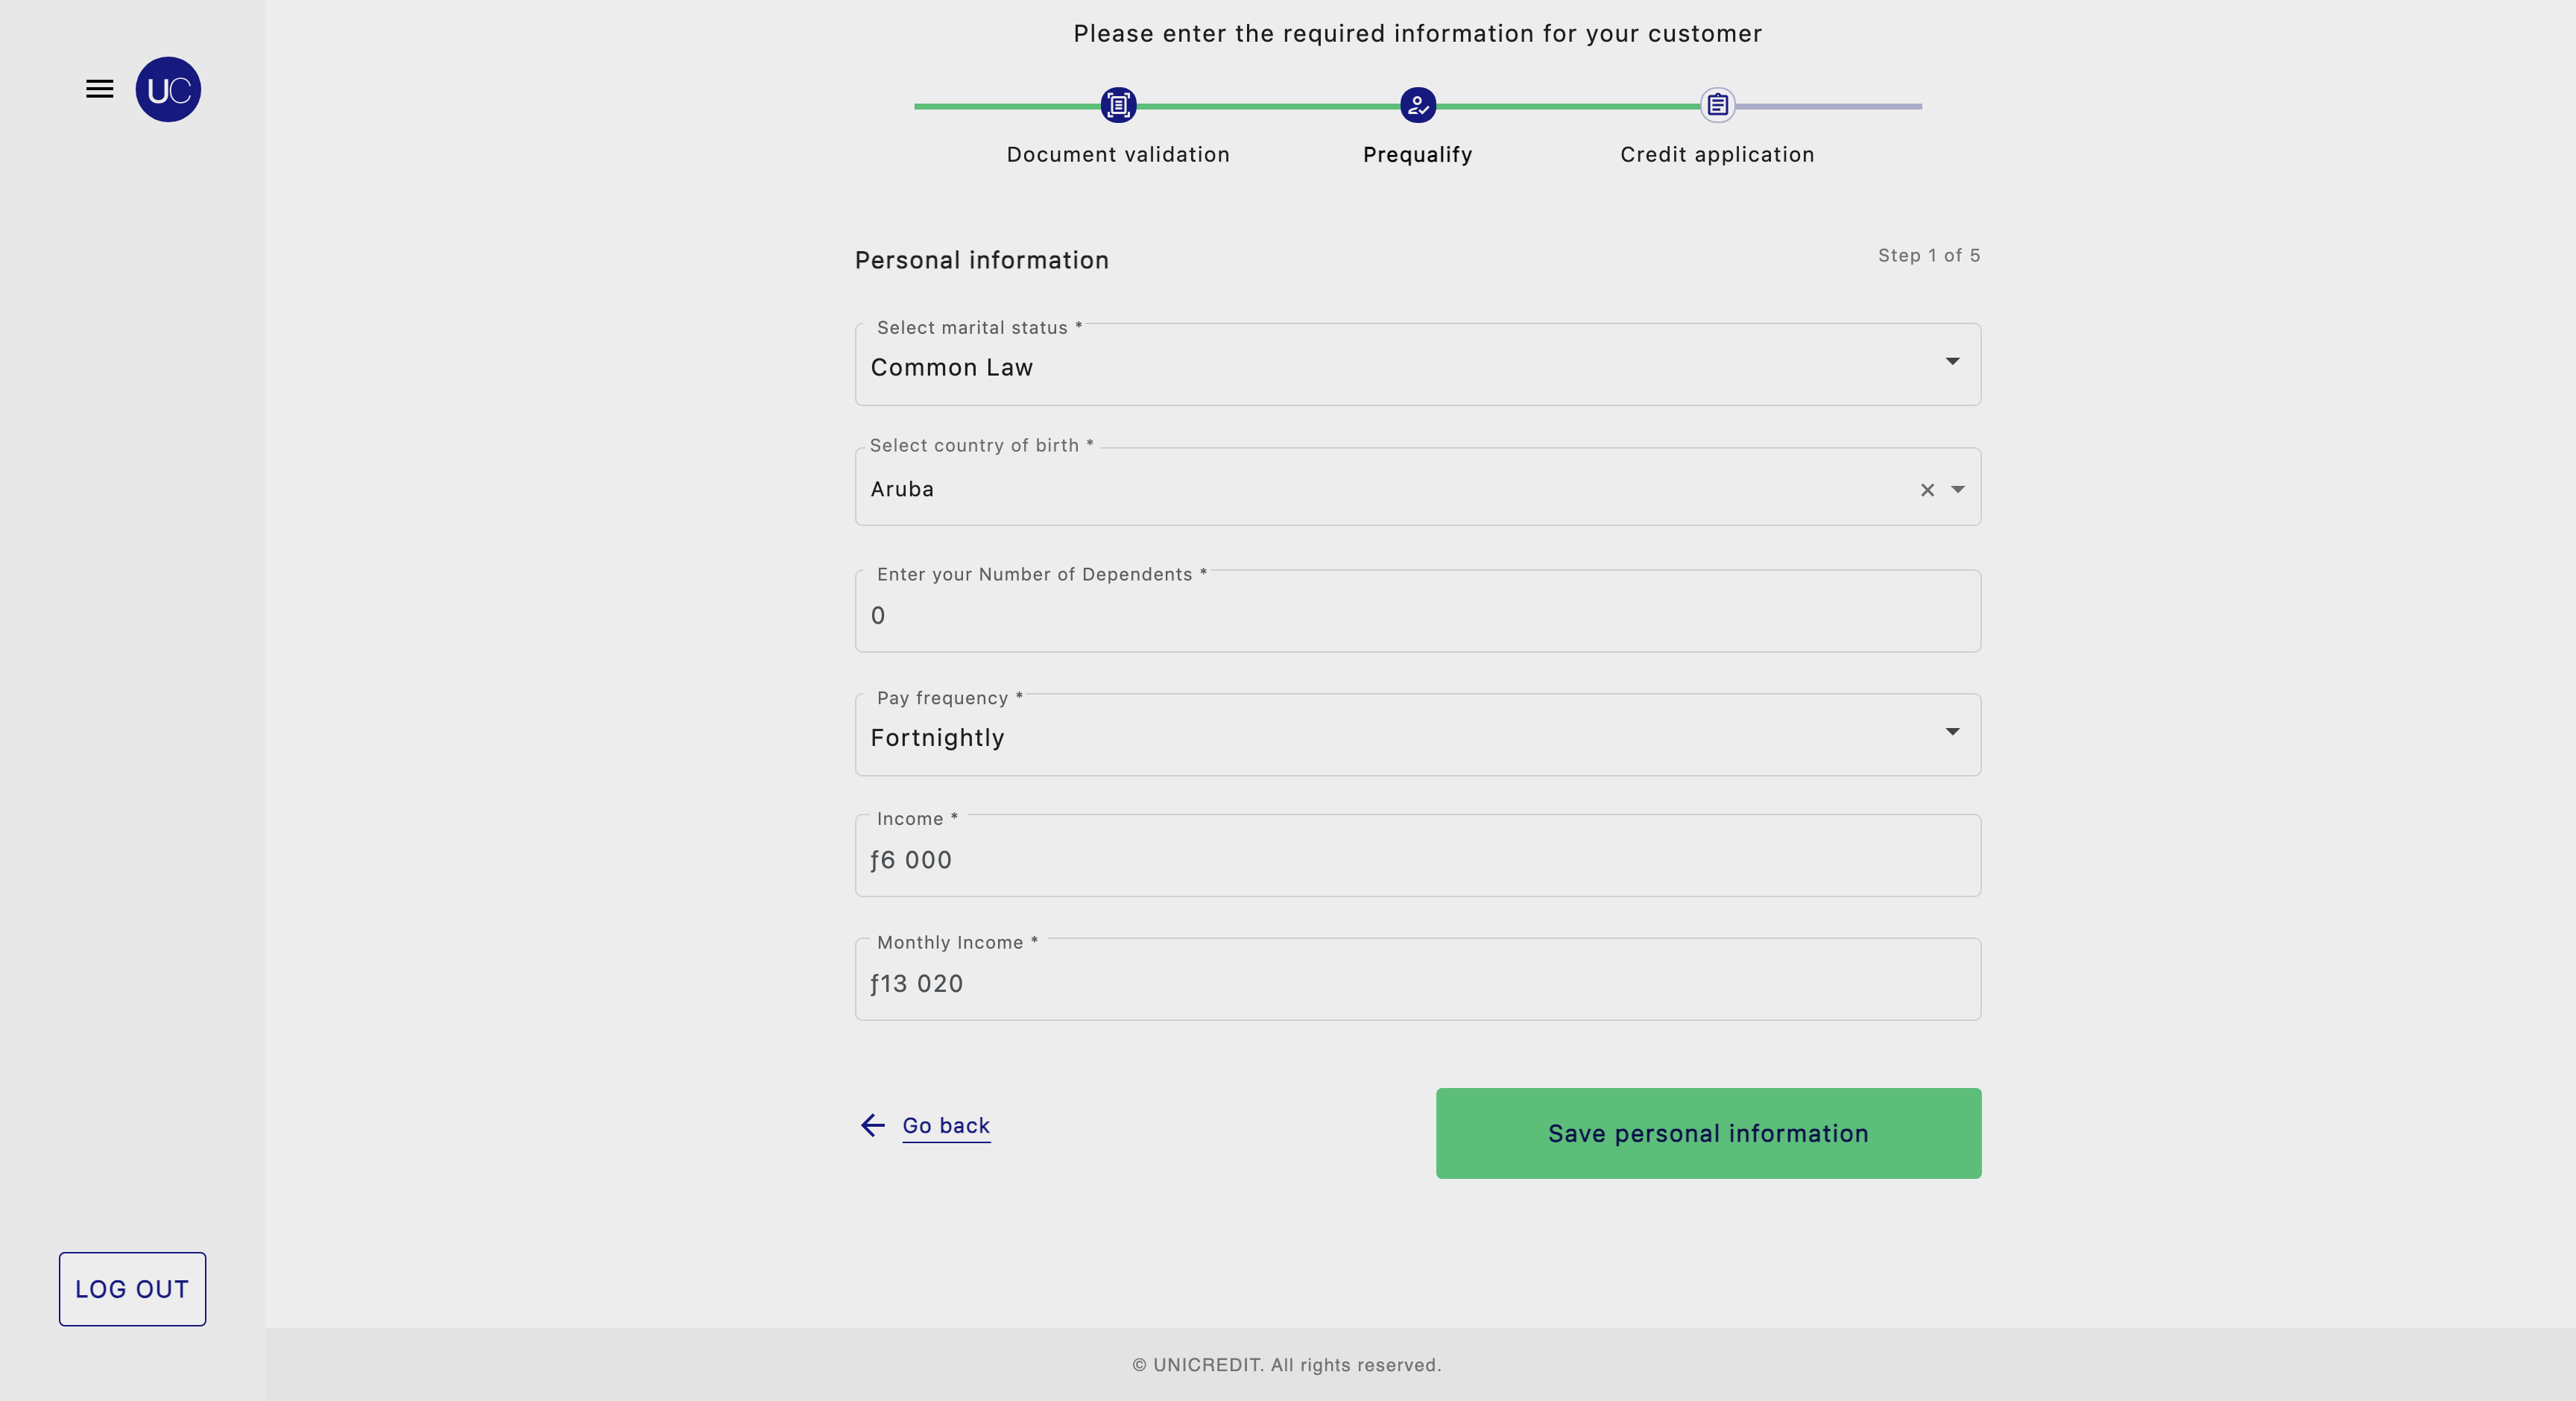 Please enter the required information for your customer
UC
Document validation
Prequalify
Credit application
Personal information
Step 1 of 5
Select marital status *
Common Law
Select country of birth *
Aruba
Enter your Number of Dependents *
0
Pay frequency *
Fortnightly
Income *
ƒ6 000
Monthly Income *
ƒ13 020
Go back
Save personal information
LOG OUT
© UNICREDIT. All rights reserved.